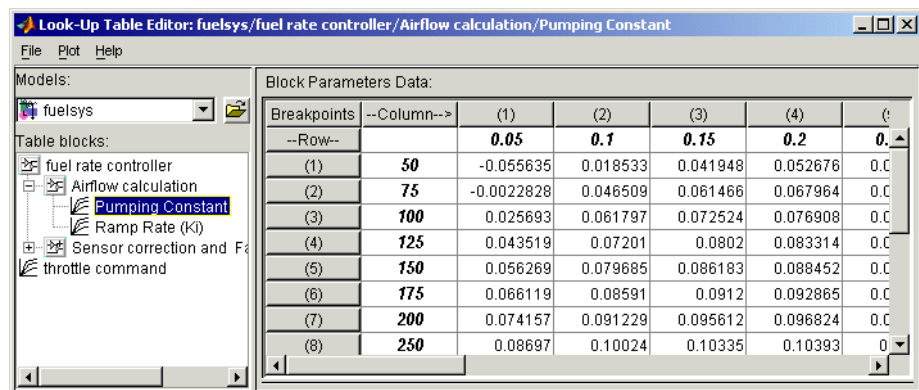 Look-Up Table Editor: fuelsys/fuel rate controller/Airflow calculation/Pumping Constant
File Plot Help
Models:
fuelsys
Table blocks:
fuel rate controller
Airflow calculation
Pumping Constant
Ramp Rate (Ki)
Sensor correction and
throttle command
Block Parameters Data:
Breakpoints --Column--> (1) (2) (3) (4)
--Row-- 0.05 0.1 0.15 0.2
(1) 50 -0.055635 0.018533 0.041948 0.052676
(2) 75 -0.0022828 0.046509 0.061466 0.067964
(3) 100 0.025693 0.061797 0.072524 0.076908
(4) 125 0.043519 0.07201 0.0802 0.083314
(5) 150 0.056269 0.079685 0.086183 0.088452
(6) 175 0.066119 0.08591 0.0912 0.092865
(7) 200 0.074157 0.091229 0.095612 0.096824
(8) 250 0.08697 0.10024 0.10335 0.10393